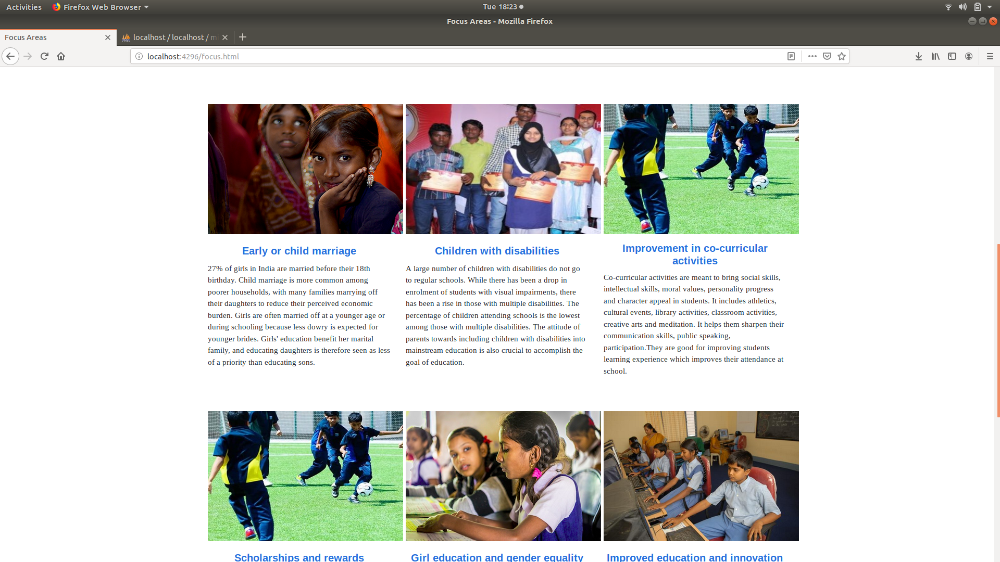 Activities Firefox Web Browser Tue 18:23
Focus Areas - Mozilla Firefox
Focus Areas localhost / localhost / m
localhost:4296/focus.html
Early or child marriage
27% of girls in India are married before their 18th
birthday. Child marriage is more common among
poorer households, with many families marrying off
their daughters to reduce their perceived economic
burden. Girls are often married off at a younger age or
during schooling because less dowry is expected for
younger brides. Girls' education benefit her marital
family, and educating daughters is therefore seen as less
of a priority than educating sons.
Children with disabilities
A large number of children with disabilities do not go
to regular schools. While there has been a drop in
enrolment of students with visual impairments, there
has been a rise in those with multiple disabilities. The
percentage of children attending schools is the lowest
among those with multiple disabilities. The attitude of
parents towards including children with disabilities into
mainstream education is also crucial to accomplish the
goal of education.
Improvement in co-curricular
activities
Co-curricular activities are meant to bring social skills,
intellectual skills, moral values, personality progress
and character appeal in students. It includes athletics,
cultural events, library activities, classroom activities,
creative arts and meditation. It helps them sharpen their
communication skills, public speaking,
participation.They are good for improving students
learning experience which improves their attendance at
school.
Scholarships and rewards
Girl education and gender equality
Improved education and innovation